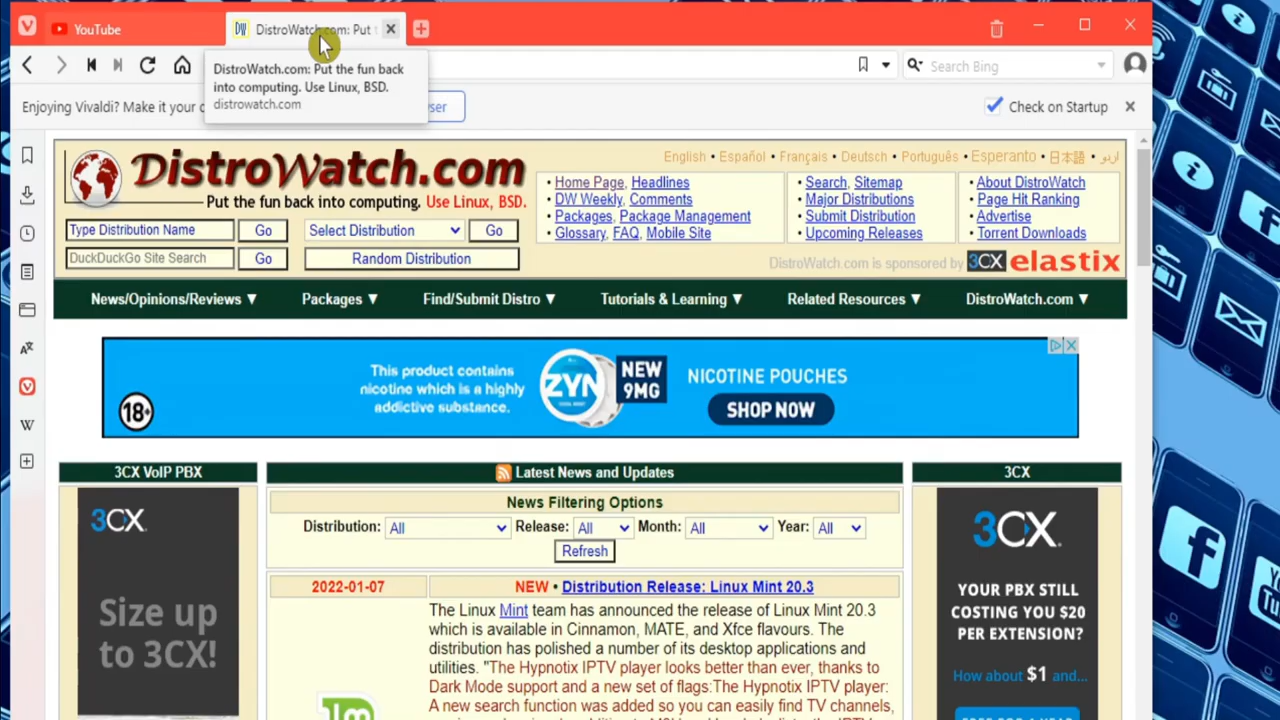 YouTube
DistroWatch.com: Put
DistroWatch.com: Put the fun back
into computing. Use Linux, BSD.
distrowatch.com
Search Bing
Enjoying Vivaldi? Make it your
ser
Check on Startup
DistroWatch.com
Put the fun back into computing. Use Linux, BSD.
English • Español • Français • Deutsch • Português • Esperanto • 日本語 • اردو
• Home Page, Headlines
• DW Weekly, Comments
• Packages, Package Management
• Glossary, FAQ, Mobile Site
• Search, Sitemap
• Major Distributions
• Submit Distribution
• Upcoming Releases
• About DistroWatch
• Page Hit Ranking
• Advertise
• Torrent Downloads
Type Distribution Name Go Select Distribution Go
DuckDuckGo Site Search Go Random Distribution
DistroWatch.com is sponsored by 3CX elastix
News/Opinions/Reviews ▼ Packages ▼ Find/Submit Distro ▼ Tutorials & Learning ▼ Related Resources ▼ DistroWatch.com ▼
18+
This product contains
nicotine which is a highly
addictive substance.
ZYN
NEW
9MG
NICOTINE POUCHES
SHOP NOW
3CX VoIP PBX
3CX
Size up
to 3CX!
Latest News and Updates
News Filtering Options
Distribution: All Release: All Month: All Year: All
Refresh
2022-01-07
NEW • Distribution Release: Linux Mint 20.3
The Linux Mint team has announced the release of Linux Mint 20.3
which is available in Cinnamon, MATE, and Xfce flavours. The
distribution has polished a number of its desktop applications and
utilities. "The Hypnotix IPTV player looks better than ever, thanks to
Dark Mode support and a new set of flags:The Hypnotix IPTV player:
A new search function was added so you can easily find TV channels,
3CX
3CX
YOUR PBX STILL
COSTING YOU $20
PER EXTENSION?
How about $1 and...